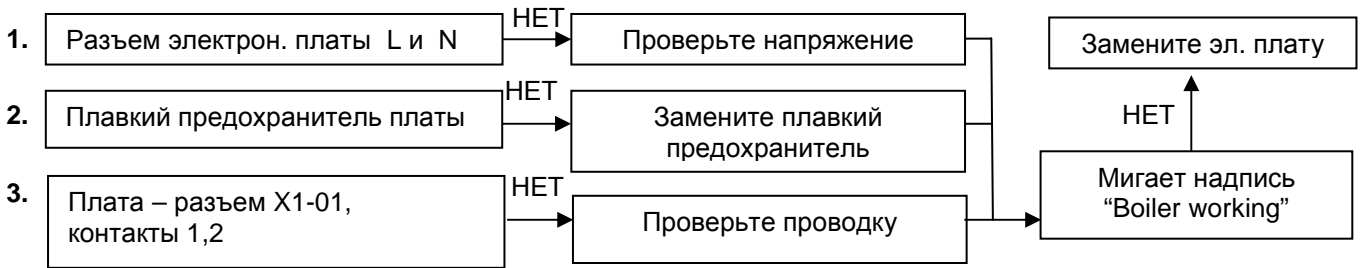 1. Разъем электрон. платы L и N
НЕТ
Проверьте напряжение
Замените эл. плату
2. Плавкий предохранитель платы
НЕТ
Замените плавкий
предохранитель
НЕТ
3. Плата – разъем X1-01,
контакты 1,2
НЕТ
Проверьте проводку
Мигает надпись
“Boiler working”